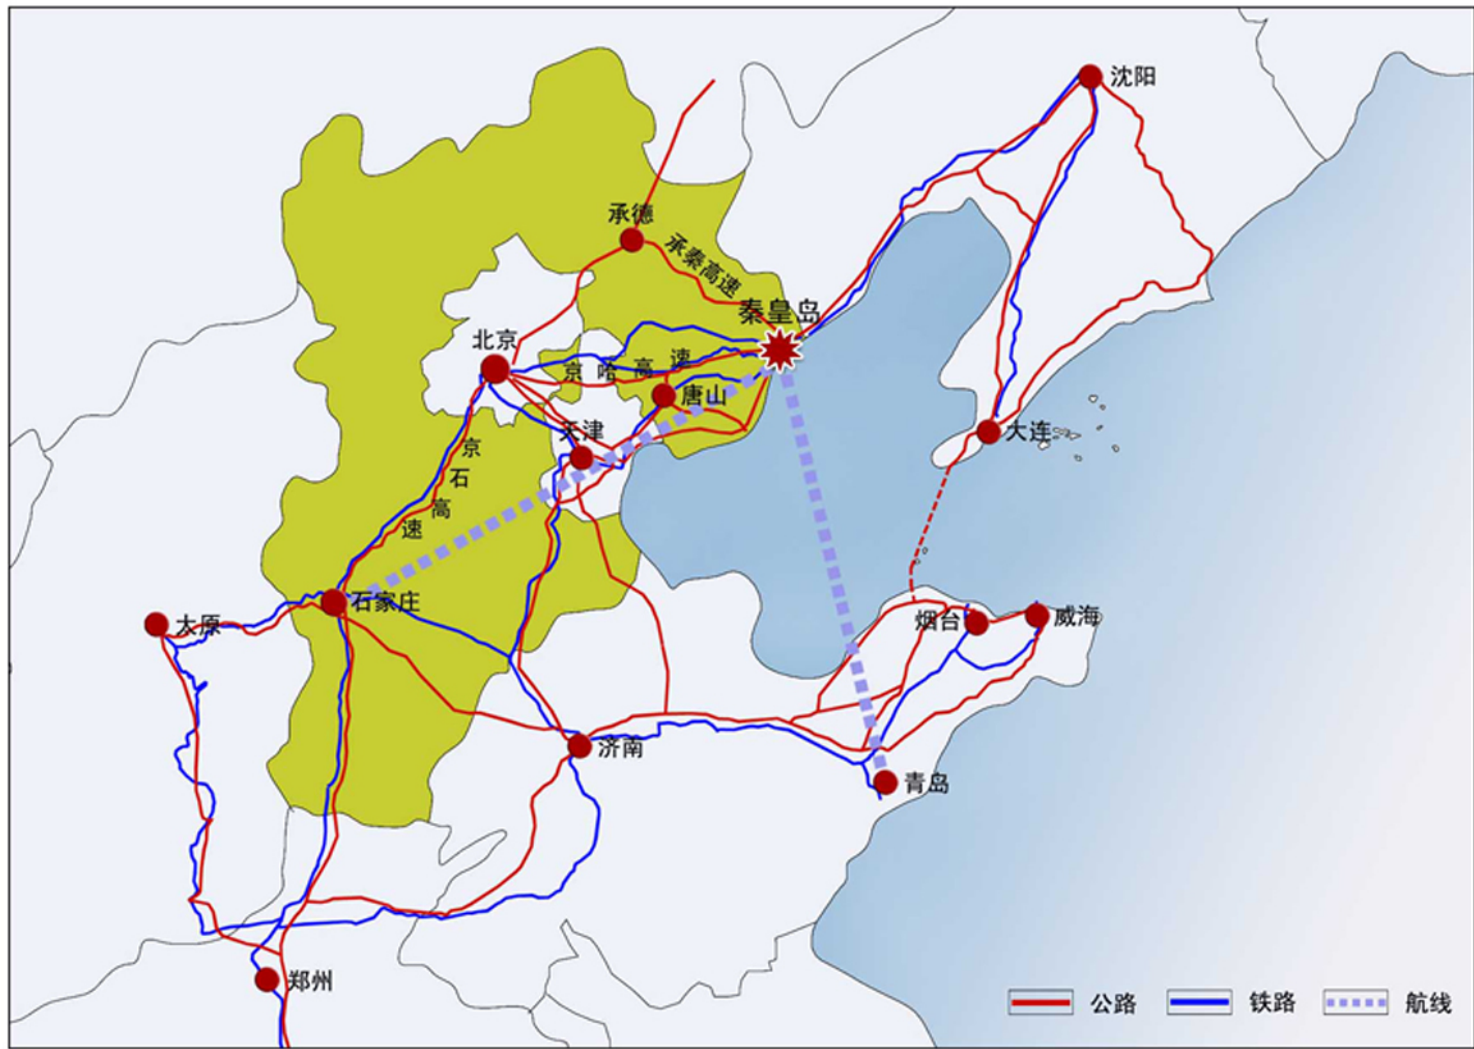 沈阳
承德
承秦高速
秦皇岛
北京
京哈高速
唐山
天津
大连
京石高速
石家庄
太原
烟台
威海
济南
青岛
郑州
公路
铁路
航线